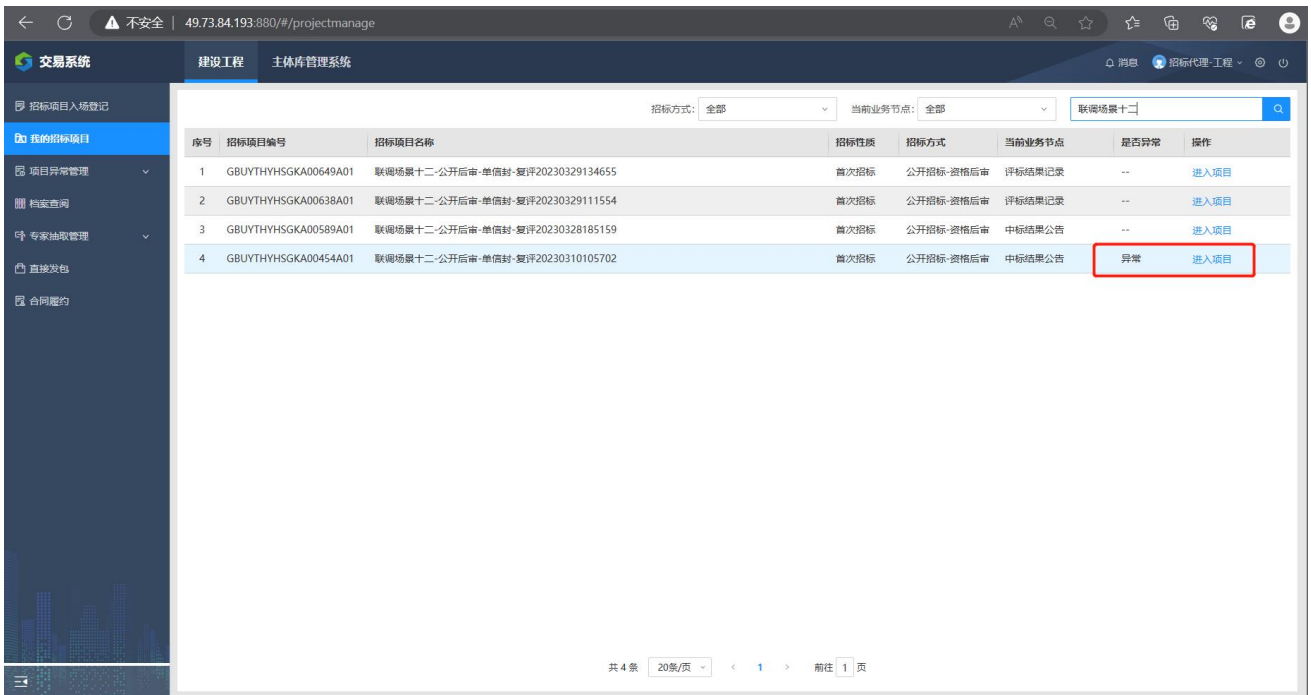 不安全 | 49.73.84.193:880/#/projectmanage
交易系统 建设工程 主体库管理系统 消息 招标代理-工程
招标项目入场登记
我的招标项目
项目异常管理
档案查阅
专家抽取管理
直接发包
合同履约
招标方式: 全部 当前业务节点: 全部 联调场景十二
序号 招标项目编号 招标项目名称 招标性质 招标方式 当前业务节点 是否异常 操作
1 GBUYTHYHSGKA00649A01 联调场景十二-公开后审-单信封-复评20230329134655 首次招标 公开招标-资格后审 评标结果记录 -- 进入项目
2 GBUYTHYHSGKA00638A01 联调场景十二-公开后审-单信封-复评20230329111554 首次招标 公开招标-资格后审 评标结果记录 -- 进入项目
3 GBUYTHYHSGKA00589A01 联调场景十二-公开后审-单信封-复评20230328185159 首次招标 公开招标-资格后审 中标结果公告 -- 进入项目
4 GBUYTHYHSGKA00454A01 联调场景十二-公开后审-单信封-复评20230310105702 首次招标 公开招标-资格后审 中标结果公告 异常 进入项目
共 4 条 20条/页 < 1 > 前往 1 页